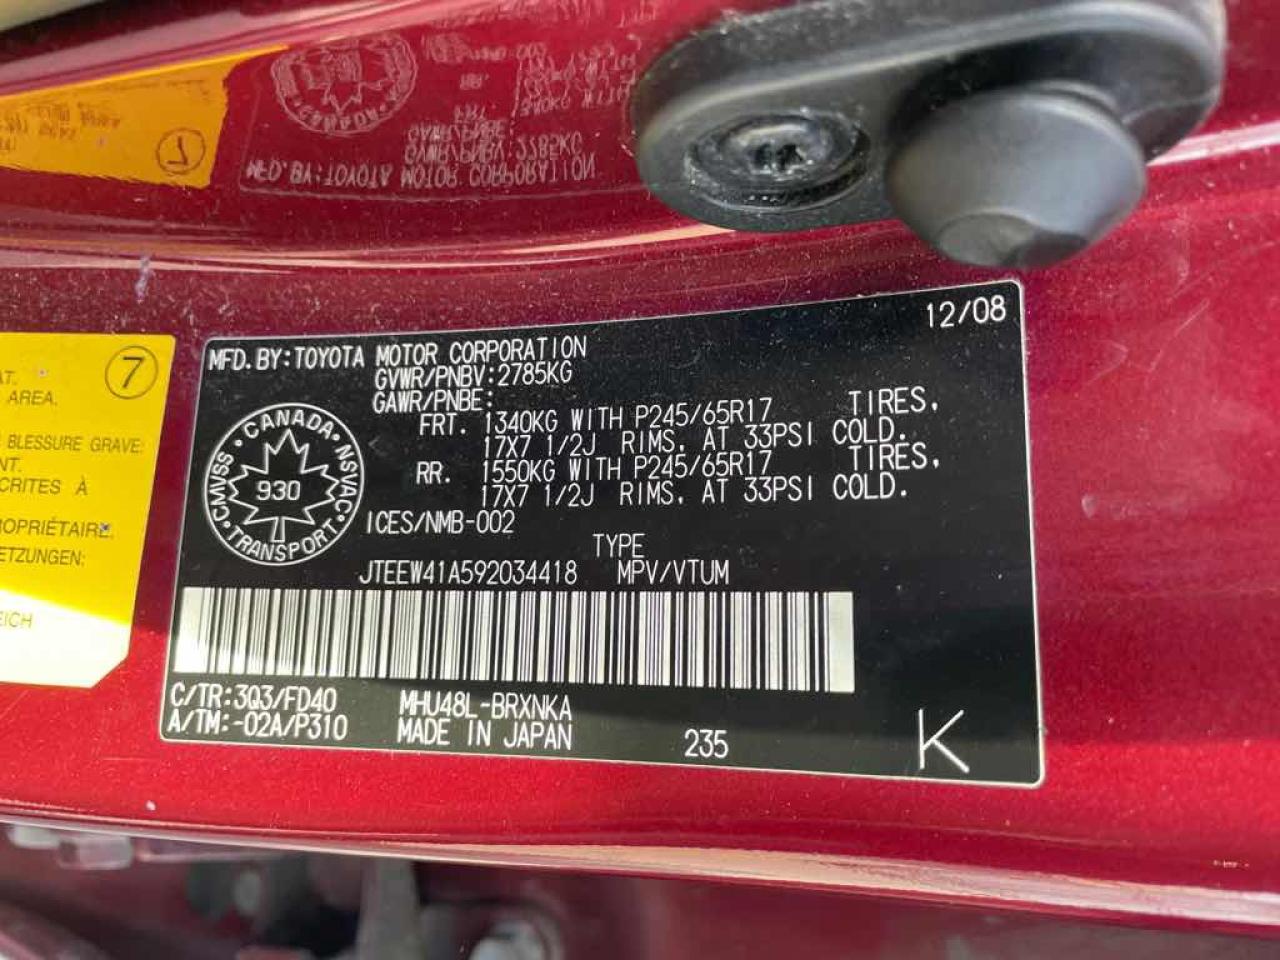 12/08
MFD. BY: TOYOTA MOTOR CORPORATION
GVWR/PNBV: 2785KG
GAWR/PNBE:
FRT. 1340KG WITH P245/65R17 TIRES,
17X7 1/2J RIMS, AT 33PSI COLD.
RR. 1550KG WITH P245/65R17 TIRES,
17X7 1/2J RIMS, AT 33PSI COLD.
CANADA · NSVAC · TRANSPORT · CMVSS ·
930
ICES/NMB-002
TYPE
JTEEW41A592034418 MPV/VTUM
C/TR: 3Q3/FD40 MHU48L-BRXNKA
A/TM: -02A/P310 MADE IN JAPAN 235 K
7
AT.
AREA.
BLESSURE GRAVE:
NT.
CRITES À
OPRIÉTAIRE.
ETZUNGEN:
EICH